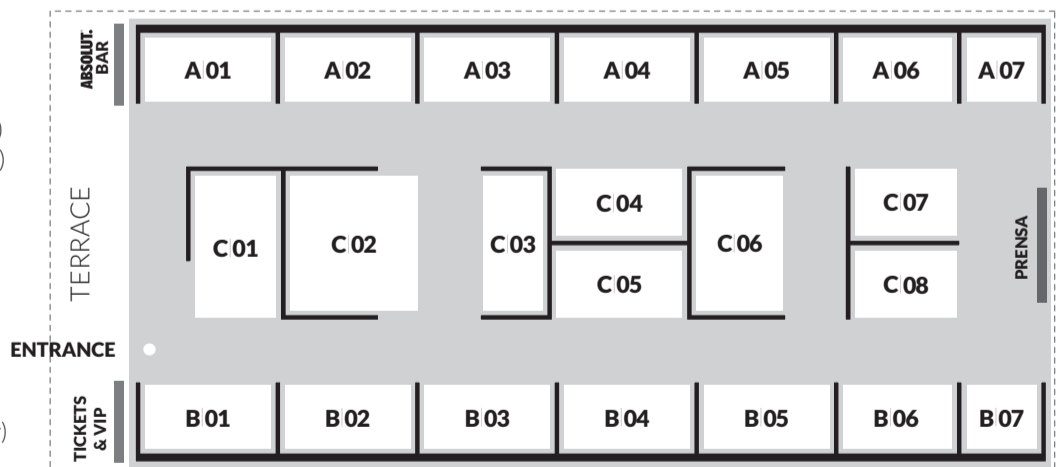 ABSOLUT.
BAR
A 01
A 02
A 03
A 04
A 05
A 06
A 07
)
)
TERRACE
C 01
C 02
C 03
C 04
C 05
C 06
C 07
C 08
PRENSA
ENTRANCE
TICKETS
& VIP
B 01
B 02
B 03
B 04
B 05
B 06
B 07
)